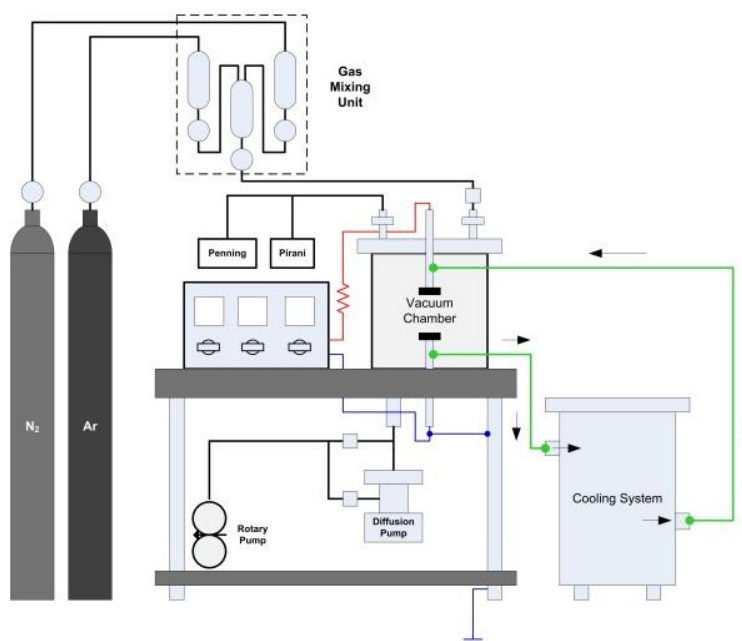 Gas
Mixing
Unit
Penning
Pirani
Vacuum
Chamber
N₂
Ar
Cooling System
Rotary
Pump
Diffusion
Pump